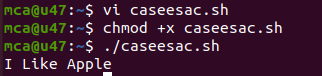 mca@u47:~$ vi caseesac.sh
mca@u47:~$ chmod +x caseesac.sh
mca@u47:~$ ./caseesac.sh
I Like Apple